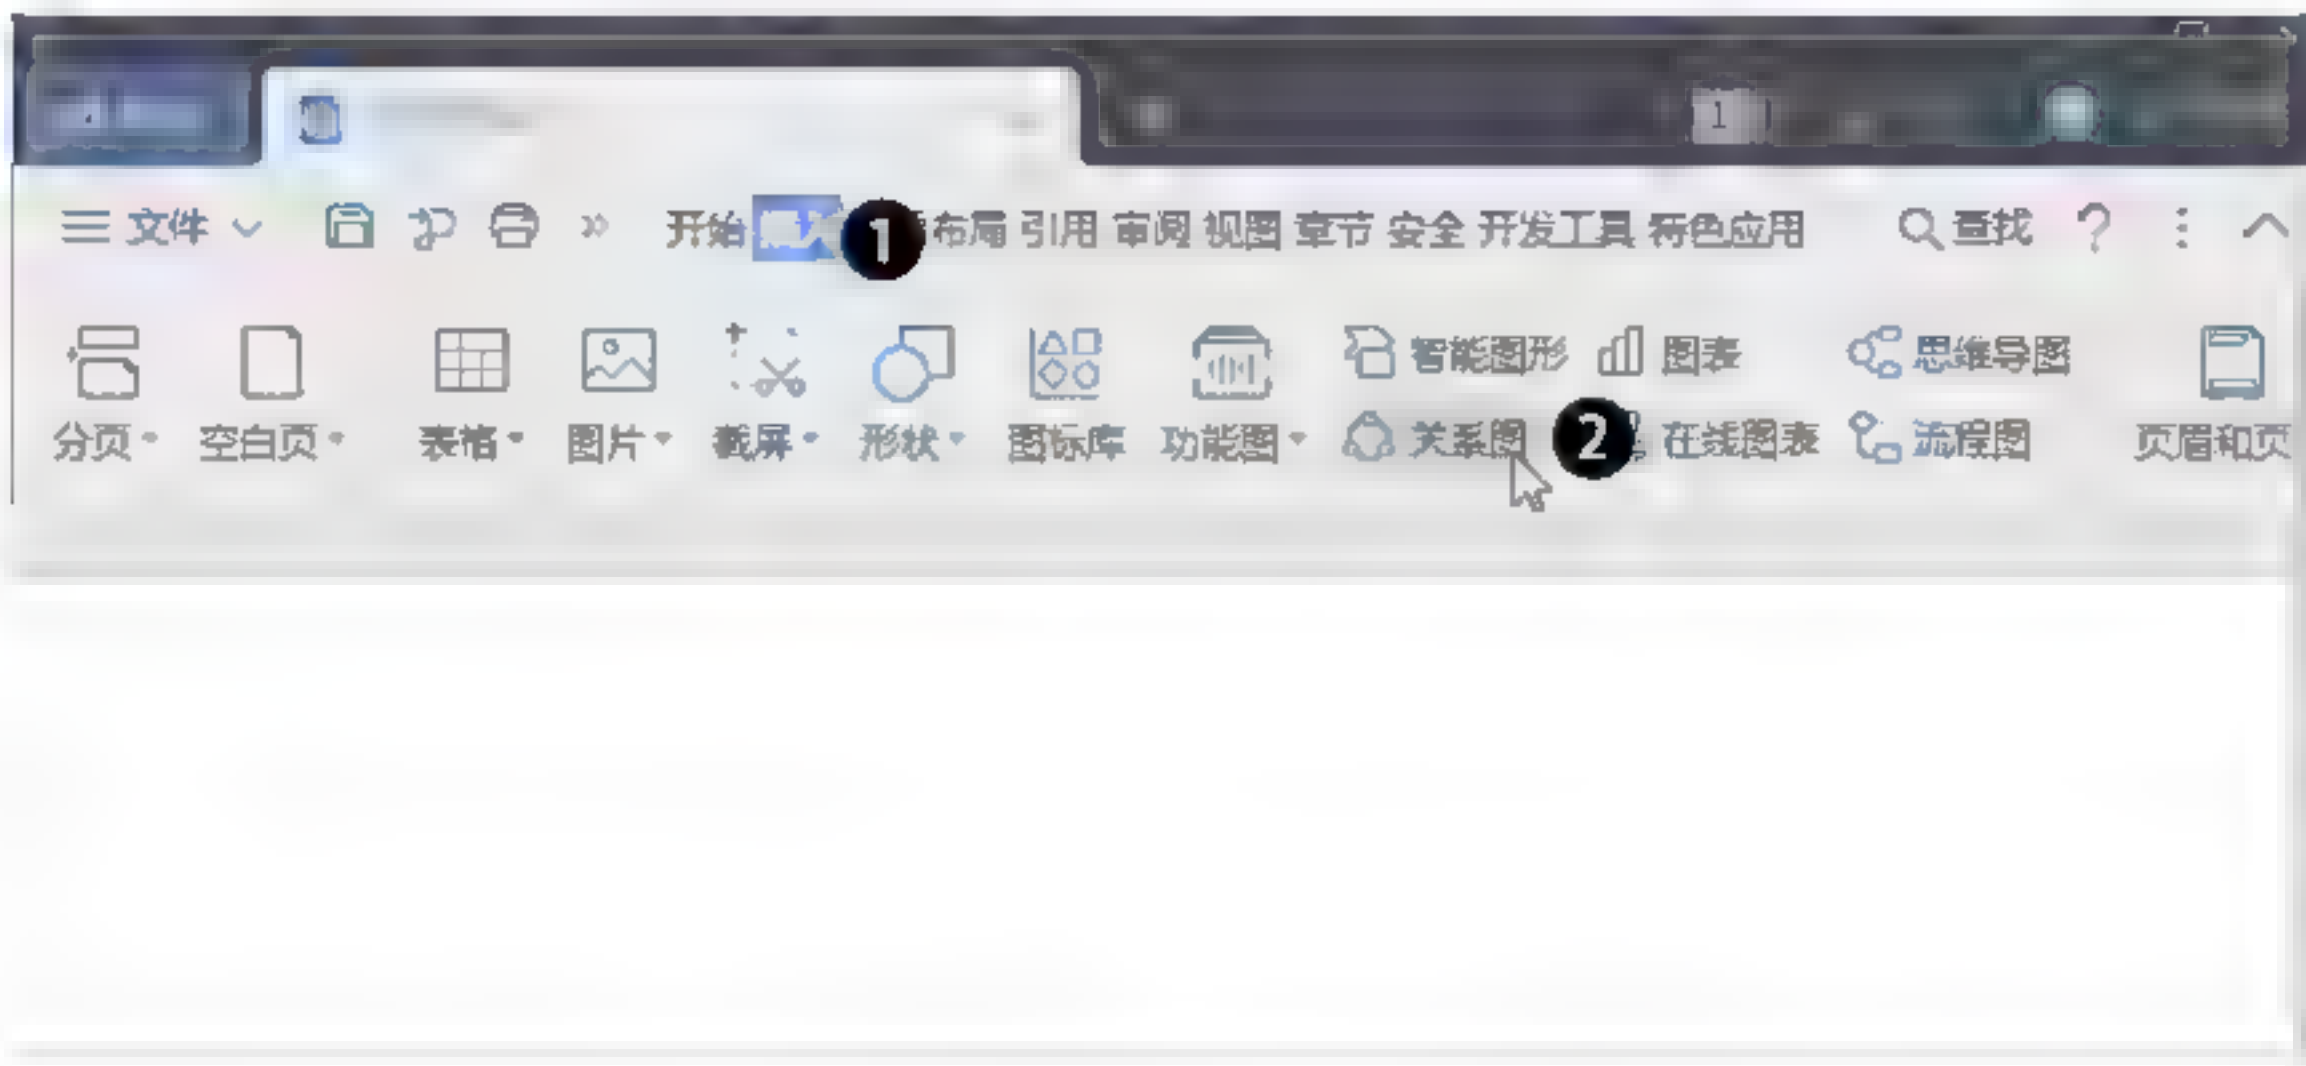 1
文件 开始 1 布局 引用 审阅 视图 章节 安全 开发工具 特色应用 查找
智能图形 图表 思维导图
分页 空白页 表格 图片 截屏 形状 图标库 功能图 关系图 2 在线图表 流程图 页眉和页